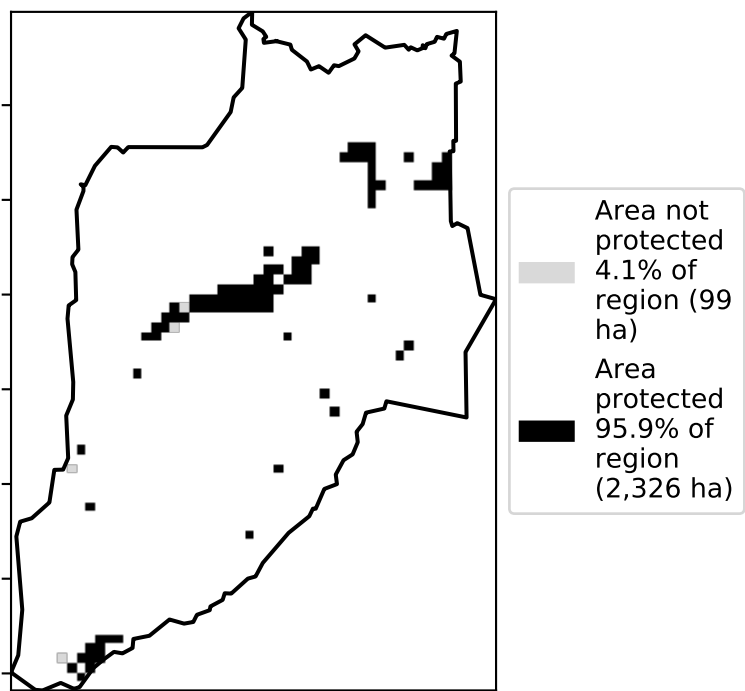 Area not
protected
4.1% of
region (99
ha)
Area
protected
95.9% of
region
(2,326 ha)